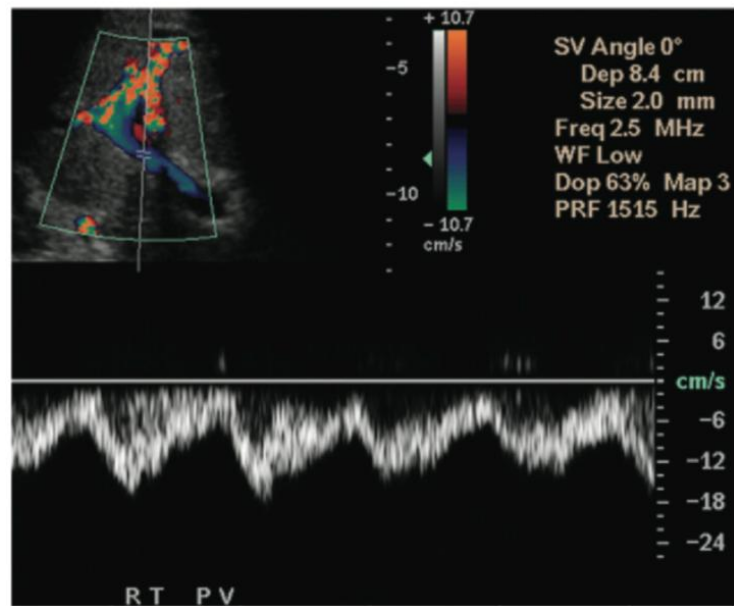 + 10.7
-5
-10
- 10.7
cm/s
SV Angle 0°
Dep 8.4 cm
Size 2.0 mm
Freq 2.5 MHz
WF Low
Dop 63% Map 3
PRF 1515 Hz
12
6
cm/s
-6
-12
-18
-24
RT PV